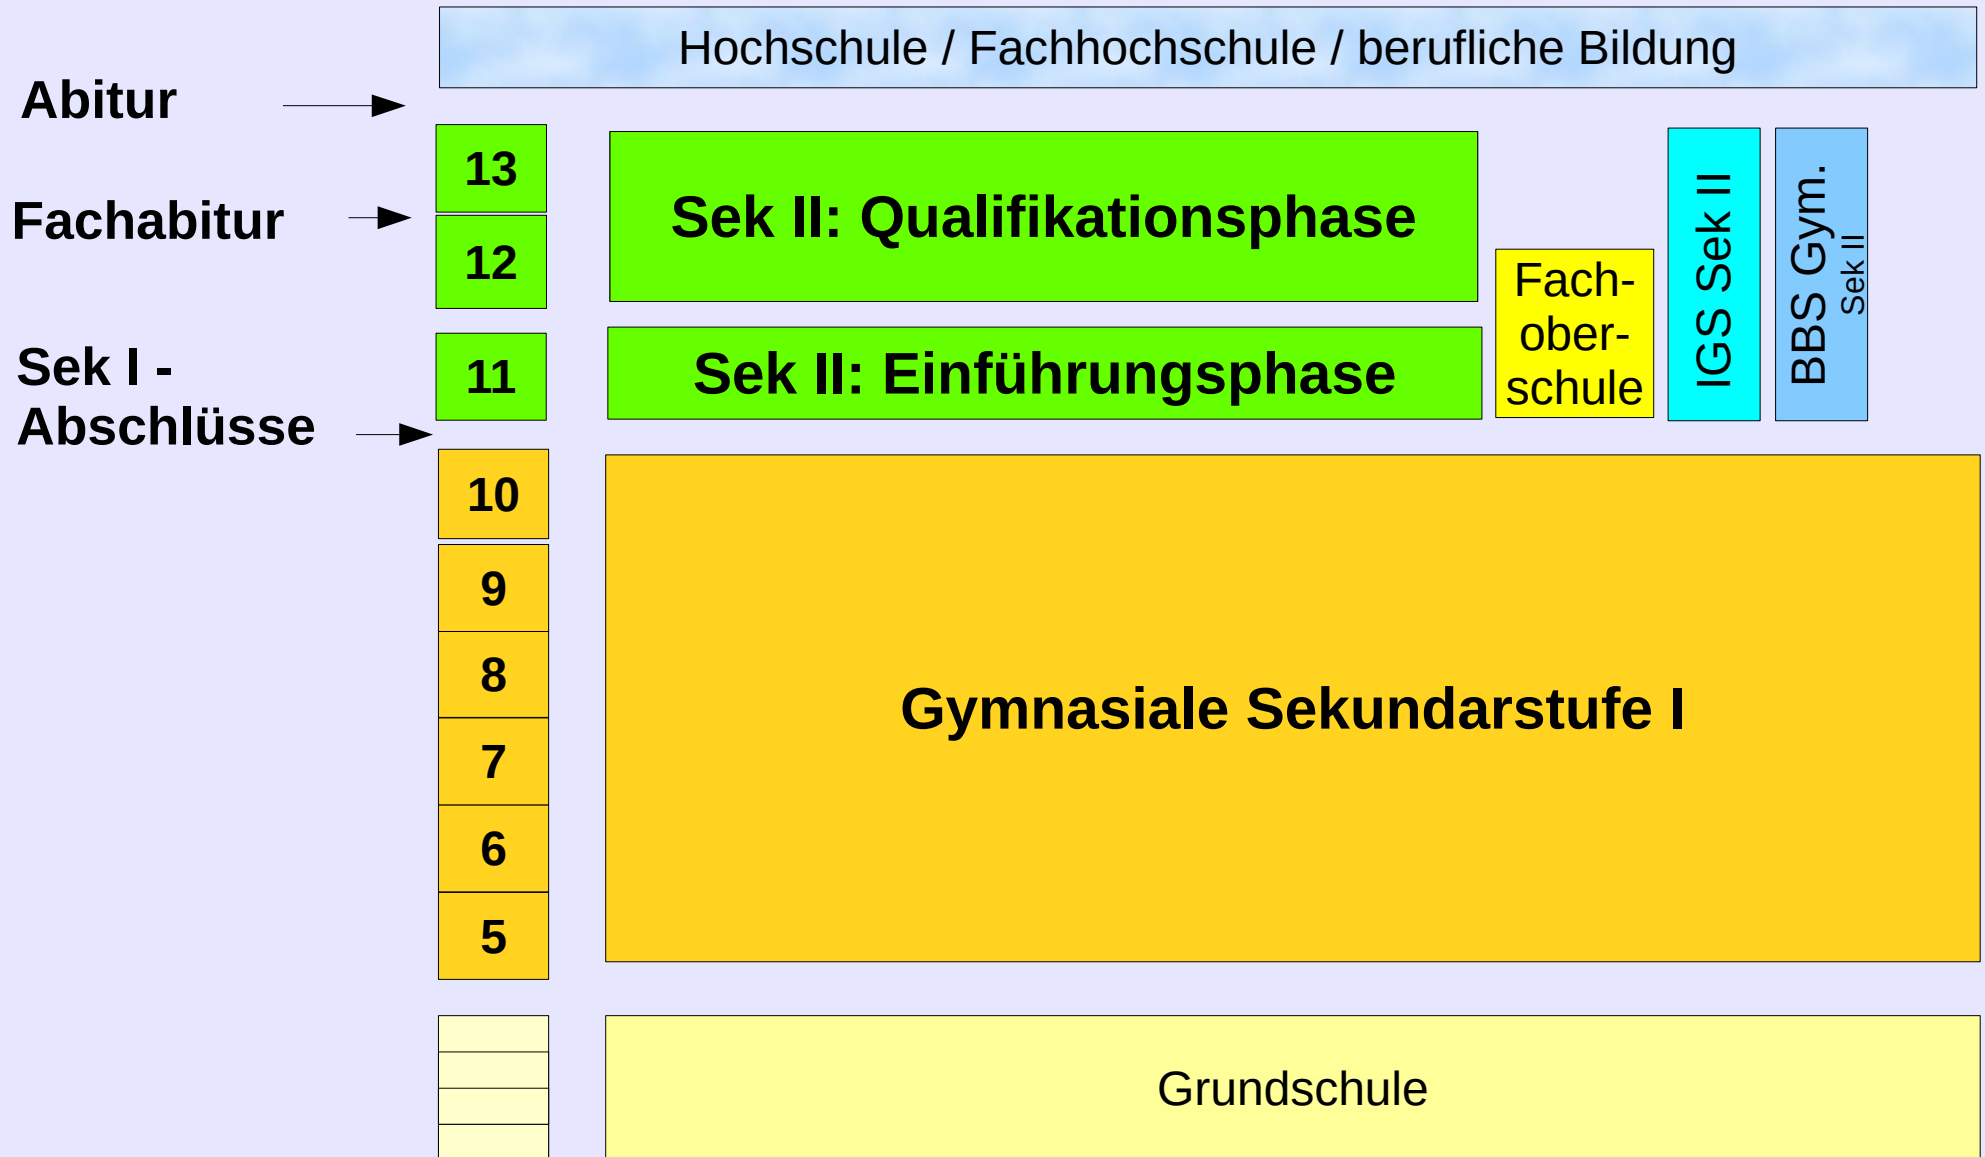 Hochschule / Fachhochschule / berufliche Bildung
Abitur
13
Fachabitur
12
Sek II: Qualifikationsphase
Fach-
ober-
schule
IGS Sek II
BBS Gym.
Sek II
Sek I -
Abschlüsse
11
Sek II: Einführungsphase
10
9
8
7
6
5
Gymnasiale Sekundarstufe I
Grundschule